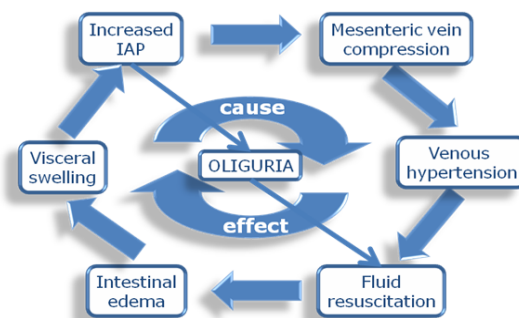 Increased
IAP
Mesenteric vein
compression
cause
Visceral
swelling
OLIGURIA
Venous
hypertension
effect
Intestinal
edema
Fluid
resuscitation